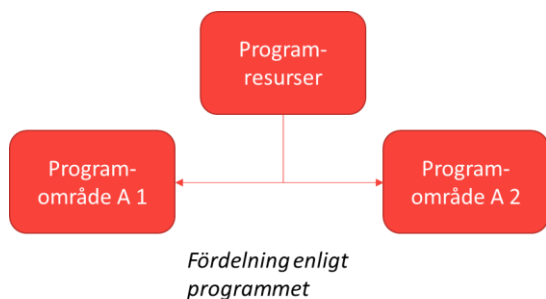 Program-
resurser
Program-
område A 1
Program-
område A 2
Fördelning enligt
programmet